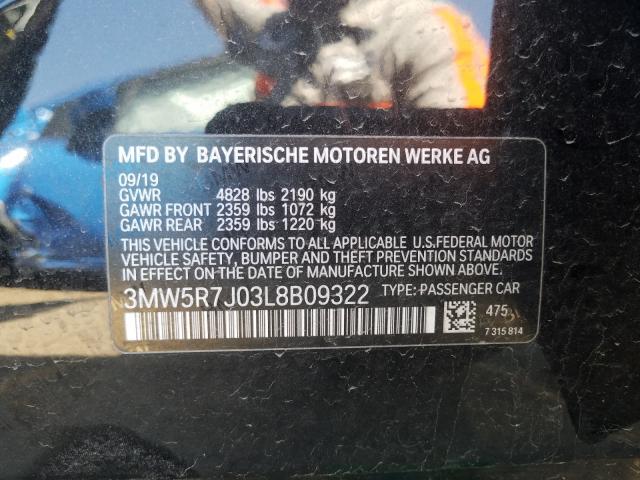 MFD BY BAYERISCHE MOTOREN WERKE AG
09/19
GVWR 4828 lbs 2190 kg
GAWR FRONT 2359 lbs 1072 kg
GAWR REAR 2359 lbs 1220 kg
THIS VEHICLE CONFORMS TO ALL APPLICABLE U.S.FEDERAL MOTOR
VEHICLE SAFETY, BUMPER AND THEFT PREVENTION STANDARDS
IN EFFECT ON THE DATE OF MANUFACTURE SHOWN ABOVE.
3MW5R7J03L8B09322 TYPE: PASSENGER CAR
475
7 315 814